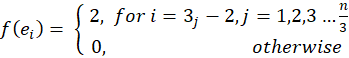 f(e_i) = { 2, for i = 3_j − 2, j = 1,2,3 … n/3
0, otherwise